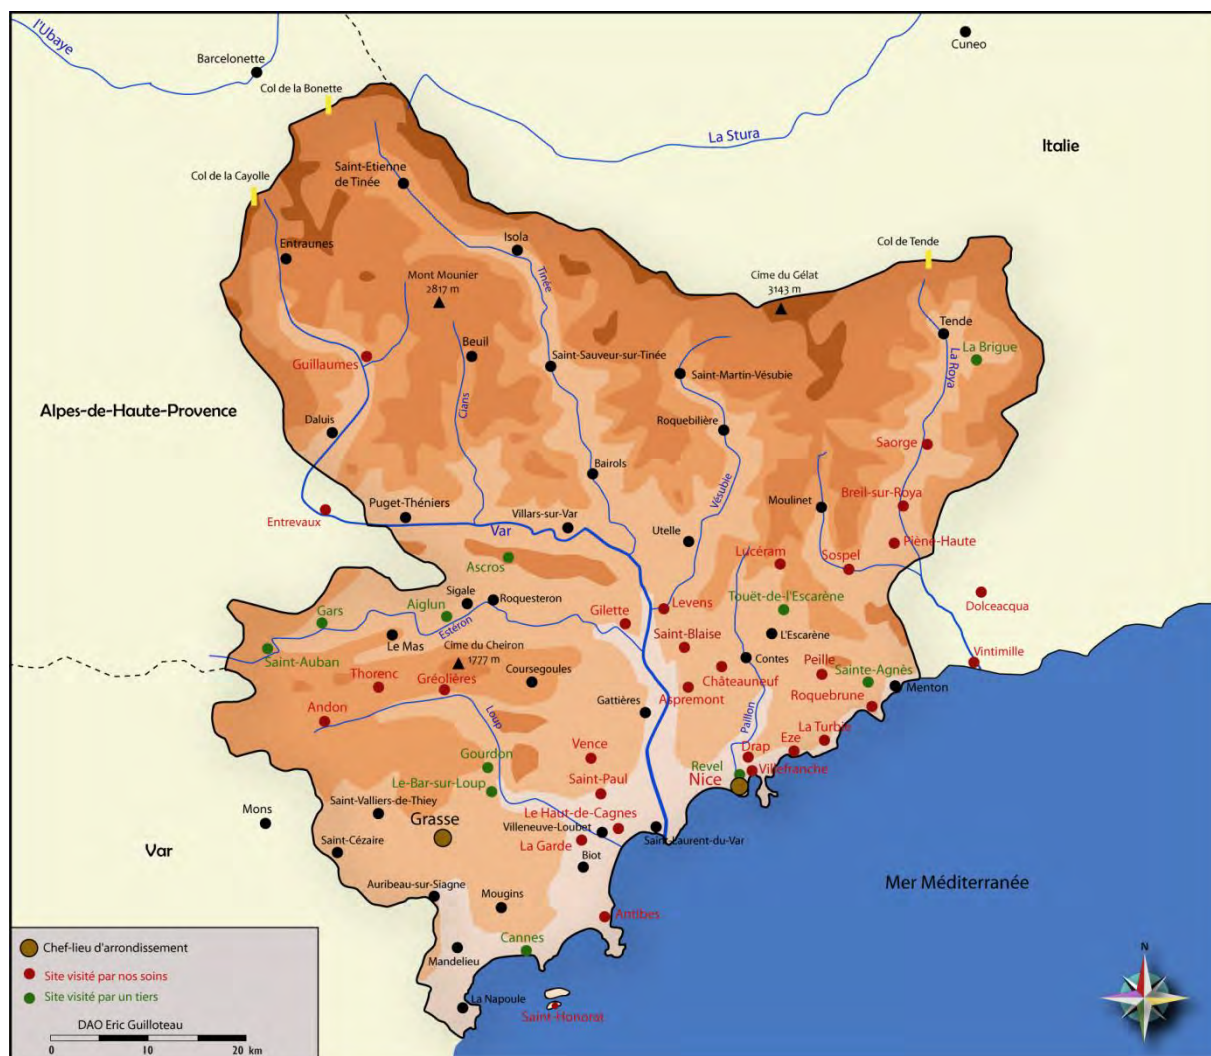 l'Ubaye
Barcelonette
Cuneo
Col de la Bonette
La Stura
Italie
Saint-Etienne
de Tinée
Col de la Cayolle
Isola
Entraunes
Col de Tende
Tinée
Mont Mounier
2817 m
Cime du Gélat
3143 m
Tende
La Brigue
Beuil
Saint-Sauveur-sur-Tinée
La Roya
Guillaumes
Saint-Martin-Vésubie
Alpes-de-Haute-Provence
Cians
Daluis
Roquebilière
Saorge
Bairols
Vésubie
Breil-sur-Roya
Moulinet
Puget-Théniers
Entrevaux
Villars-sur-Var
Var
Utelle
Piène-Haute
Lucéram
Sospel
Ascros
Dolceacqua
Touët-de-l'Escarène
Sigale
Roquesteron
Aiglun
Gars
Gilette
Levens
Estéron
Saint-Blaise
L'Escarène
Le Mas
Cime du Cheiron
1777 m
Saint-Auban
Contes
Peille
Vintimille
Thorenc
Gréolières
Coursegoules
Châteauneuf
Sainte-Agnès
Menton
Aspremont
Roquebrune
Andon
Gattières
Loup
Paillon
La Turbie
Eze
Vence
Drap
Gourdon
Revel
Villefranche
Le-Bar-sur-Loup
Saint-Paul
Nice
Saint-Valliers-de-Thiey
Mons
Grasse
Le Haut-de-Cagnes
Villeneuve-Loubet
Saint-Laurent-du-Var
Saint-Cézaire
La Garde
Var
Biot
Auribeau-sur-Siagne
Mougins
Mer Méditerranée
Antibes
Cannes
Mandelieu
La Napoule
Saint-Honorat
N
Chef-lieu d'arrondissement
Site visité par nos soins
Site visité par un tiers
DAO Eric Guilloteau
0 10 20 km